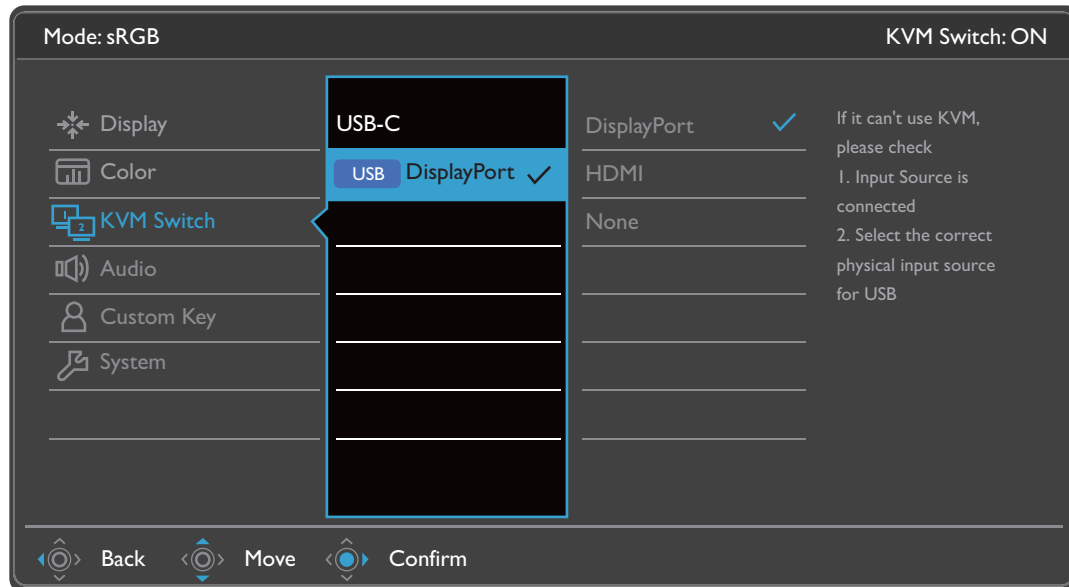 Mode: sRGB
KVM Switch: ON
Display
Color
1 2 KVM Switch
Audio
Custom Key
System
USB-C
USB DisplayPort
DisplayPort
HDMI
None
If it can't use KVM,
please check
1. Input Source is
connected
2. Select the correct
physical input source
for USB
Back
Move
Confirm